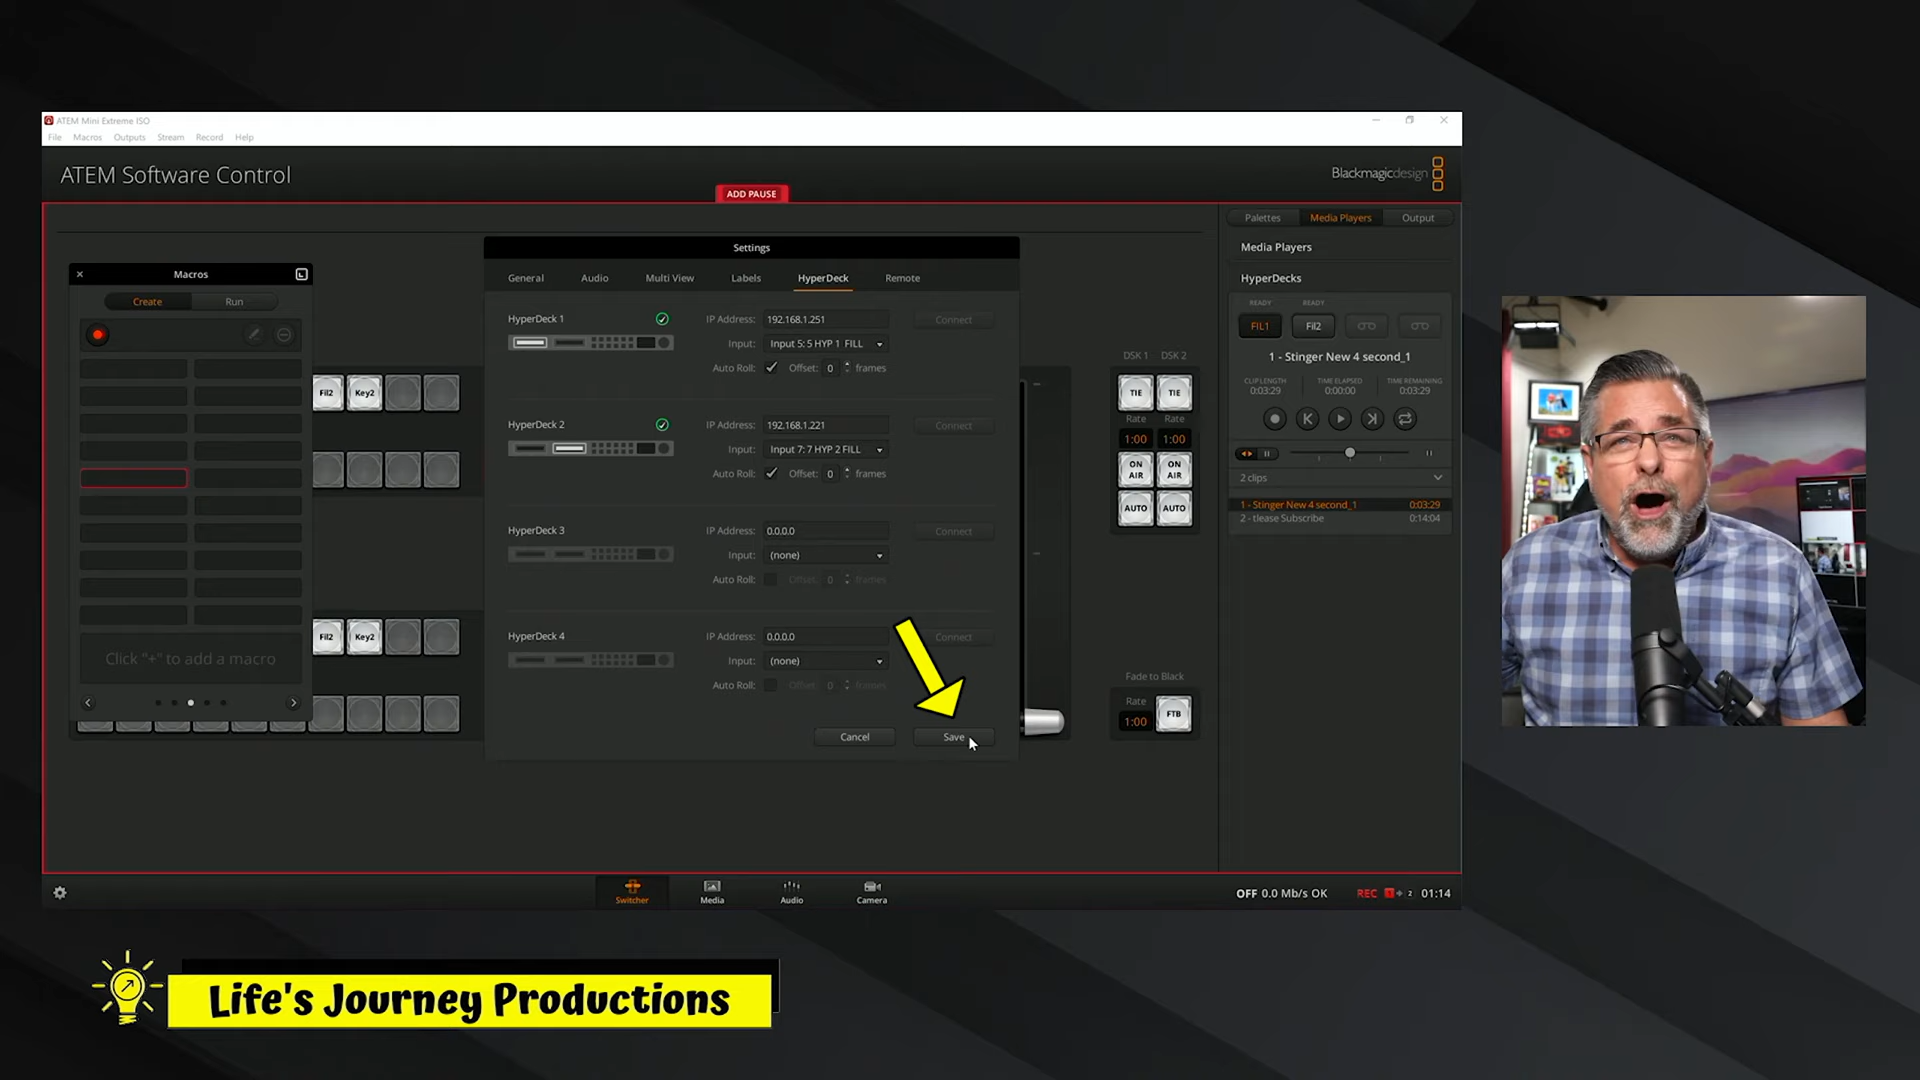 ATEM Mini Extreme ISO
File Macros Outputs Stream Record Help
ATEM Software Control
Blackmagicdesign
ADD PAUSE
Palettes Media Players Output
Media Players
HyperDecks
READY READY
FIL1 Fil2
1 - Stinger New 4 second_1
CLIP LENGTH TIME ELAPSED TIME REMAINING
0:03:29 0:00:00 0:03:29
2 clips
1 - Stinger New 4 second_1 0:03:29
2 - tlease Subscribe 0:14:04
Macros
Create Run
Click "+" to add a macro
Fil2 Key2
Fil2 Key2
Settings
General Audio Multi View Labels HyperDeck Remote
HyperDeck 1 IP Address: 192.168.1.251 Connect
Input: Input 5: 5 HYP 1 FILL
Auto Roll: Offset: 0 frames
HyperDeck 2 IP Address: 192.168.1.221 Connect
Input: Input 7: 7 HYP 2 FILL
Auto Roll: Offset: 0 frames
HyperDeck 3 IP Address: 0.0.0.0 Connect
Input: (none)
Auto Roll: Offset: 0 frames
HyperDeck 4 IP Address: 0.0.0.0 Connect
Input: (none)
Auto Roll: Offset: 0 frames
Cancel Save
DSK 1 DSK 2
TIE TIE
Rate Rate
1:00 1:00
ON AIR ON AIR
AUTO AUTO
Fade to Black
Rate
1:00 FTB
Switcher Media Audio Camera
OFF 0.0 Mb/s OK REC 1 2 01:14
Life's Journey Productions